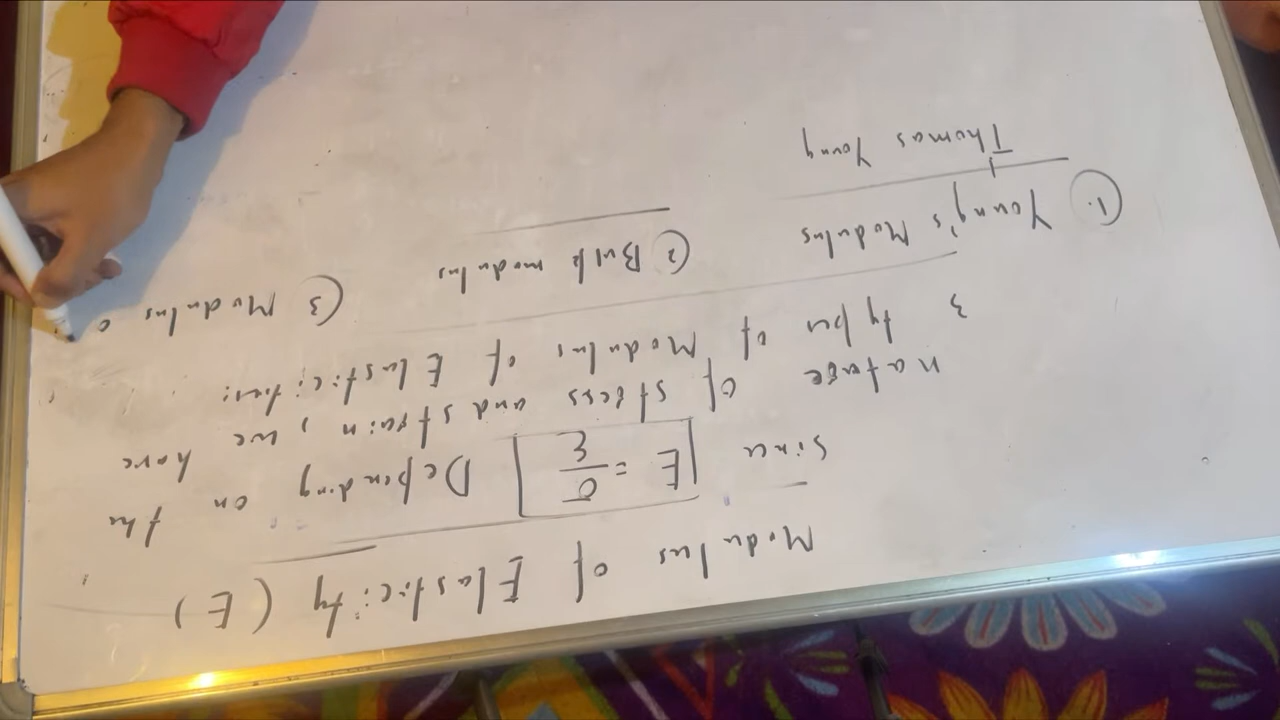 Modulus of Elasticity (E)
Since E = σ/ε Depending on the
nature of stress and strain, we have
3 types of Modulus of Elasticities:
(1.) Young's Modulus (2) Bulk modulus (3) Modulus o
Thomas Young